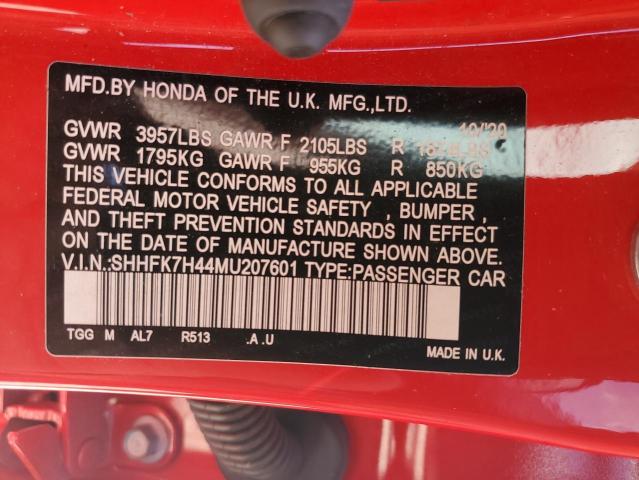 MFD.BY HONDA OF THE U.K. MFG.,LTD.
10/20
GVWR 3957LBS GAWR F 2105LBS R
GVWR 1795KG GAWR F 955KG R 850KG
THIS VEHICLE CONFORMS TO ALL APPLICABLE
FEDERAL MOTOR VEHICLE SAFETY , BUMPER ,
AND THEFT PREVENTION STANDARDS IN EFFECT
ON THE DATE OF MANUFACTURE SHOWN ABOVE.
V.I.N.:SHHFK7H44MU207601 TYPE:PASSENGER CAR
TGG M AL7 R513 .A .U
MADE IN U.K.